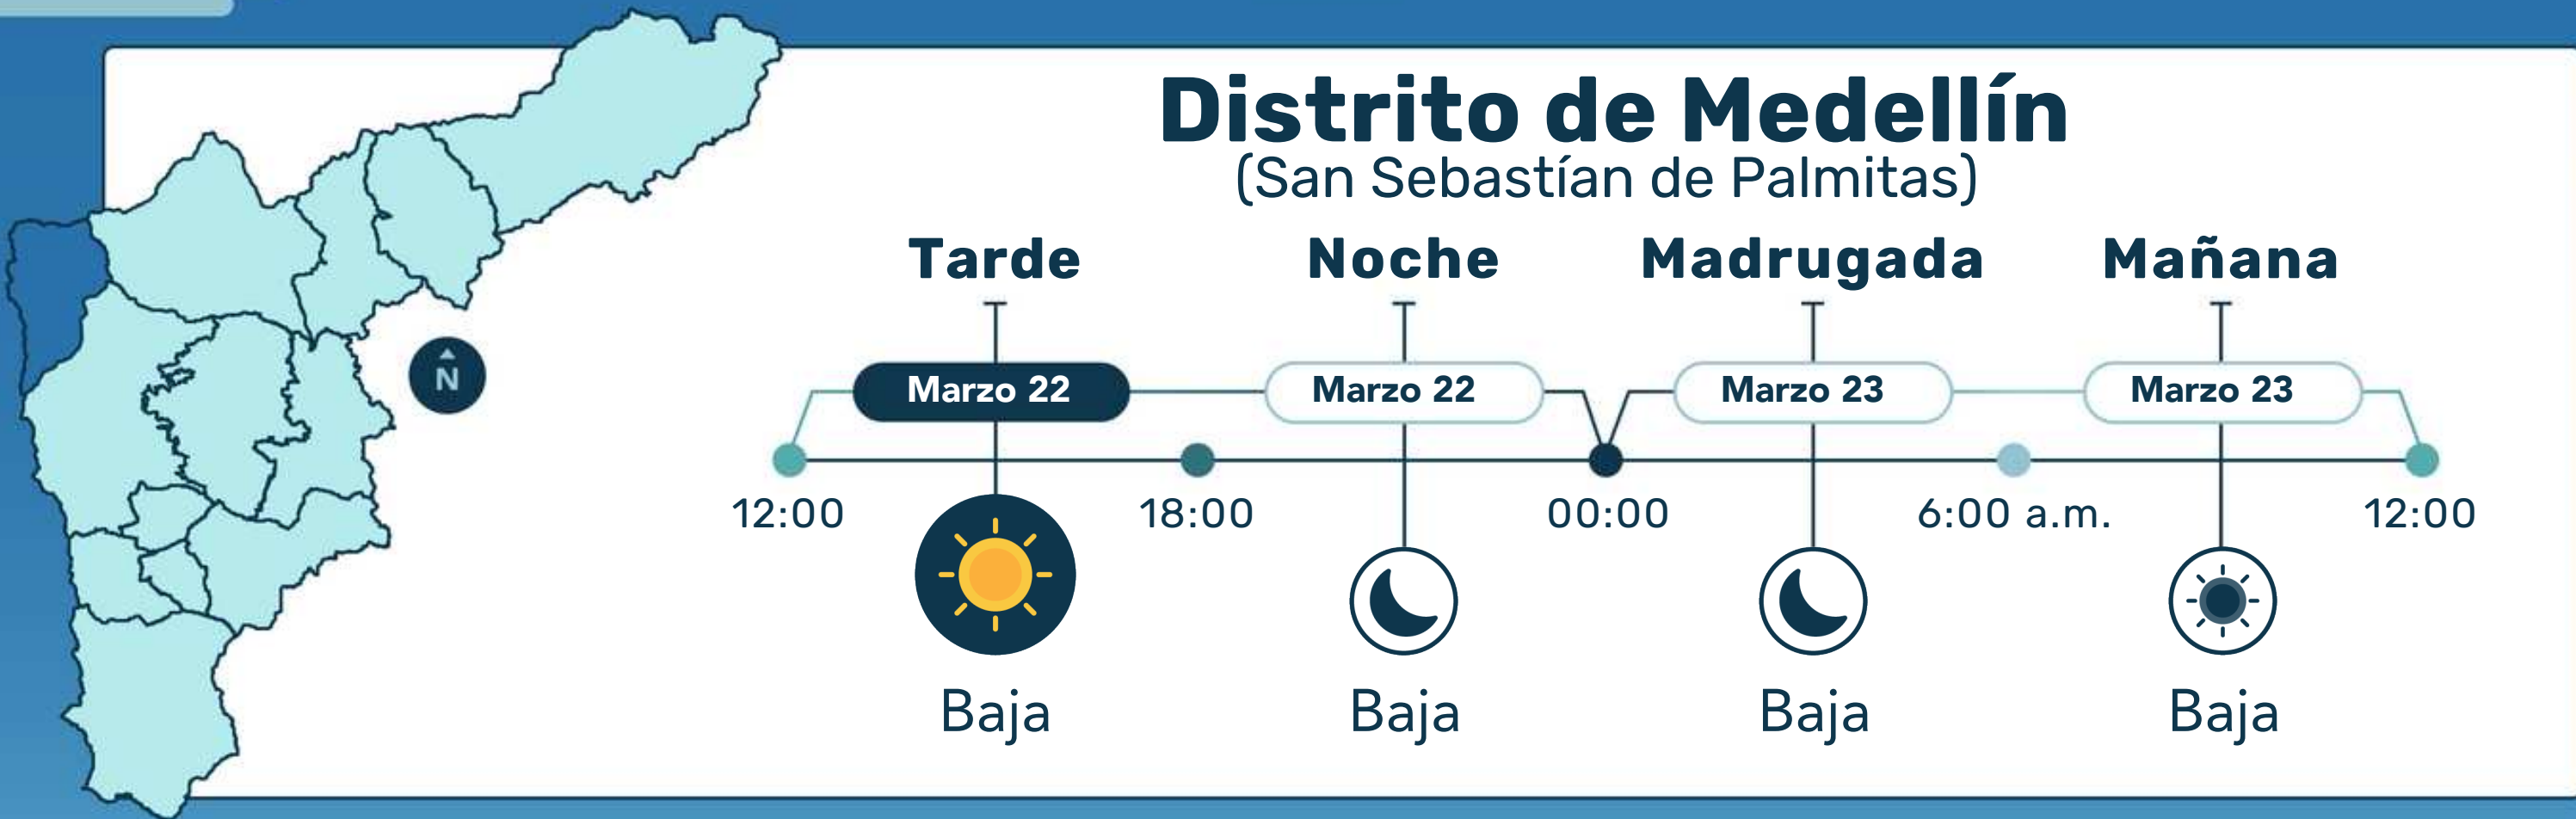 Distrito de Medellín
(San Sebastían de Palmitas)
Tarde Noche Madrugada Mañana
Marzo 22 Marzo 22 Marzo 23 Marzo 23
N
12:00 18:00 00:00 6:00 a.m. 12:00
Baja Baja Baja Baja